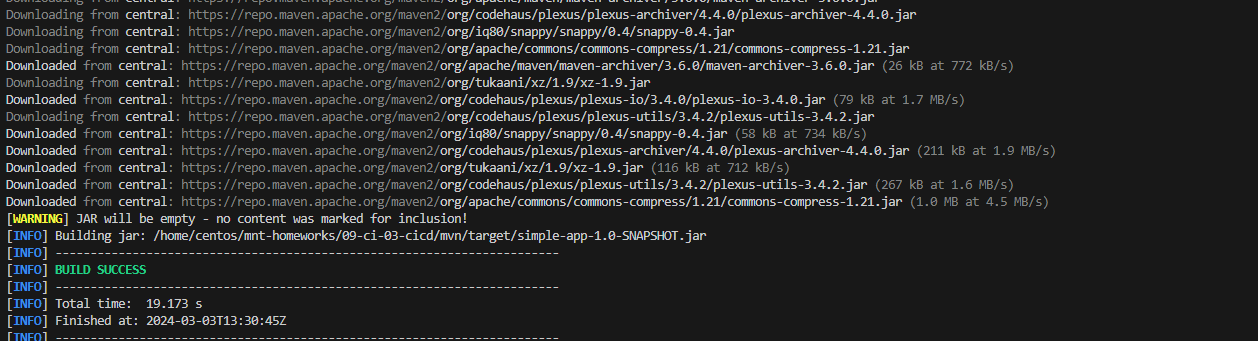 Downloading from central: https://repo.maven.apache.org/maven2/org/codehaus/plexus/plexus-archiver/4.4.0/plexus-archiver-4.4.0.jar
Downloading from central: https://repo.maven.apache.org/maven2/org/iq80/snappy/snappy/0.4/snappy-0.4.jar
Downloading from central: https://repo.maven.apache.org/maven2/org/apache/commons/commons-compress/1.21/commons-compress-1.21.jar
Downloaded from central: https://repo.maven.apache.org/maven2/org/apache/maven/maven-archiver/3.6.0/maven-archiver-3.6.0.jar (26 kB at 772 kB/s)
Downloading from central: https://repo.maven.apache.org/maven2/org/tukaani/xz/1.9/xz-1.9.jar
Downloaded from central: https://repo.maven.apache.org/maven2/org/codehaus/plexus/plexus-io/3.4.0/plexus-io-3.4.0.jar (79 kB at 1.7 MB/s)
Downloading from central: https://repo.maven.apache.org/maven2/org/codehaus/plexus/plexus-utils/3.4.2/plexus-utils-3.4.2.jar
Downloaded from central: https://repo.maven.apache.org/maven2/org/iq80/snappy/snappy/0.4/snappy-0.4.jar (58 kB at 734 kB/s)
Downloaded from central: https://repo.maven.apache.org/maven2/org/codehaus/plexus/plexus-archiver/4.4.0/plexus-archiver-4.4.0.jar (211 kB at 1.9 MB/s)
Downloaded from central: https://repo.maven.apache.org/maven2/org/tukaani/xz/1.9/xz-1.9.jar (116 kB at 712 kB/s)
Downloaded from central: https://repo.maven.apache.org/maven2/org/codehaus/plexus/plexus-utils/3.4.2/plexus-utils-3.4.2.jar (267 kB at 1.6 MB/s)
Downloaded from central: https://repo.maven.apache.org/maven2/org/apache/commons/commons-compress/1.21/commons-compress-1.21.jar (1.0 MB at 4.5 MB/s)
[WARNING] JAR will be empty - no content was marked for inclusion!
[INFO] Building jar: /home/centos/mnt-homeworks/09-ci-03-cicd/mvn/target/simple-app-1.0-SNAPSHOT.jar
[INFO] ------------------------------------------------------------------------
[INFO] BUILD SUCCESS
[INFO] ------------------------------------------------------------------------
[INFO] Total time:  19.173 s
[INFO] Finished at: 2024-03-03T13:30:45Z
[INFO] ------------------------------------------------------------------------